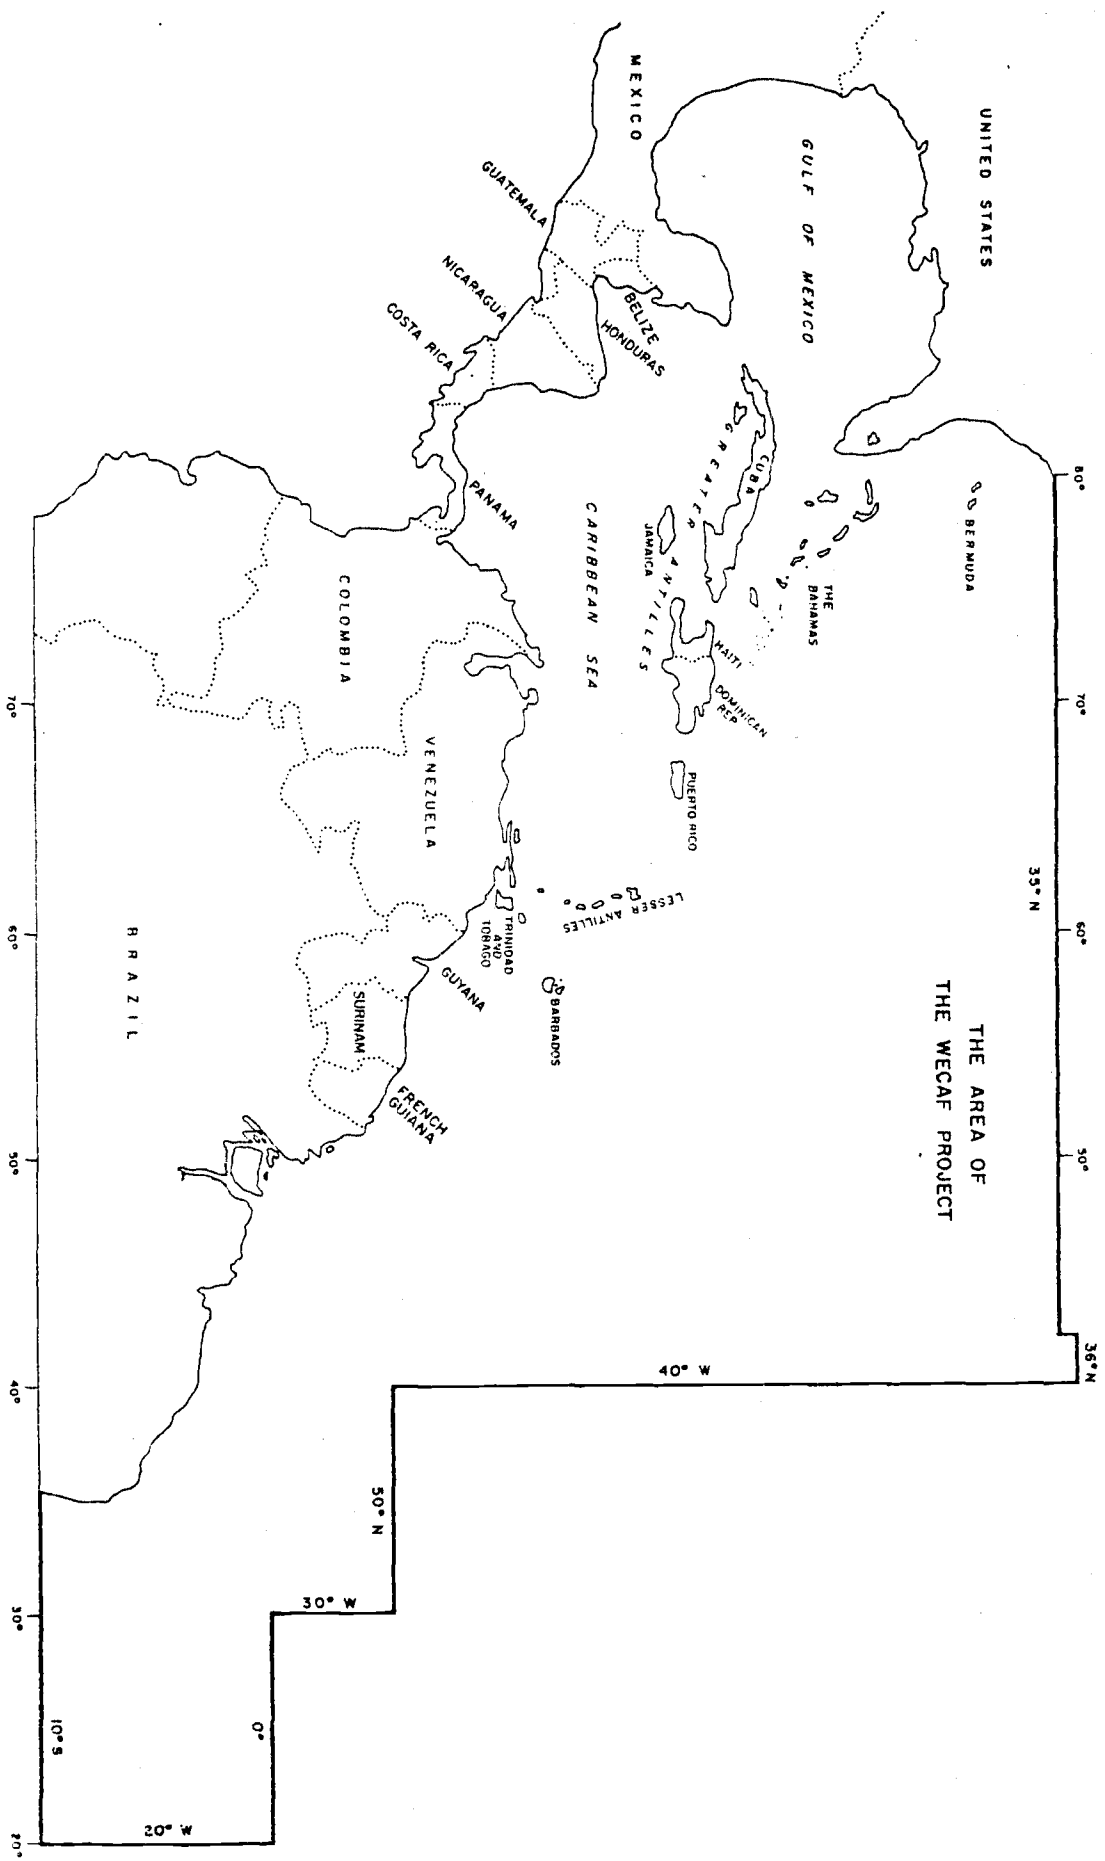 THE AREA OF
THE WECAF PROJECT
UNITED STATES
MEXICO
GULF OF MEXICO
GUATEMALA
BELIZE
HONDURAS
NICARAGUA
COSTA RICA
PANAMA
CUBA
GREATER ANTILLES
JAMAICA
THE
BAHAMAS
BERMUDA
HAITI
DOMINICAN
REP
PUERTO RICO
CARIBBEAN SEA
LESSER ANTILLES
BARBADOS
TRINIDAD
AND
TOBAGO
COLOMBIA
VENEZUELA
GUYANA
SURINAM
FRENCH
GUIANA
BRAZIL
80°
70°
60°
50°
35° N
36° N
40° W
50° N
30° W
0°
10° S
20° W
70°
60°
50°
40°
30°
20°